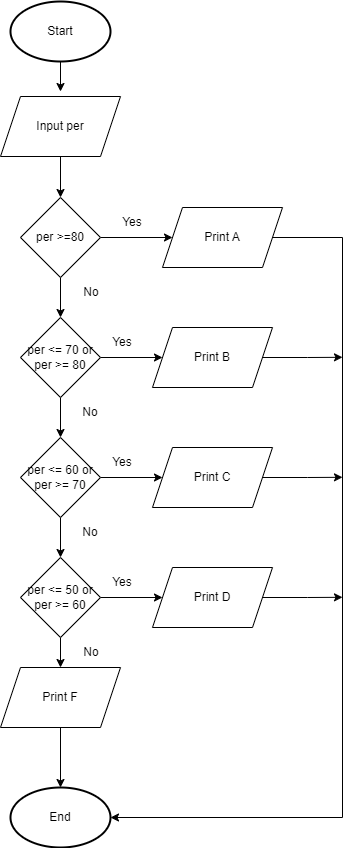 Start
Input per
per >=80
Yes
Print A
No
per <= 70 or
per >= 80
Yes
Print B
No
per <= 60 or
per >= 70
Yes
Print C
No
per <= 50 or
per >= 60
Yes
Print D
No
Print F
End